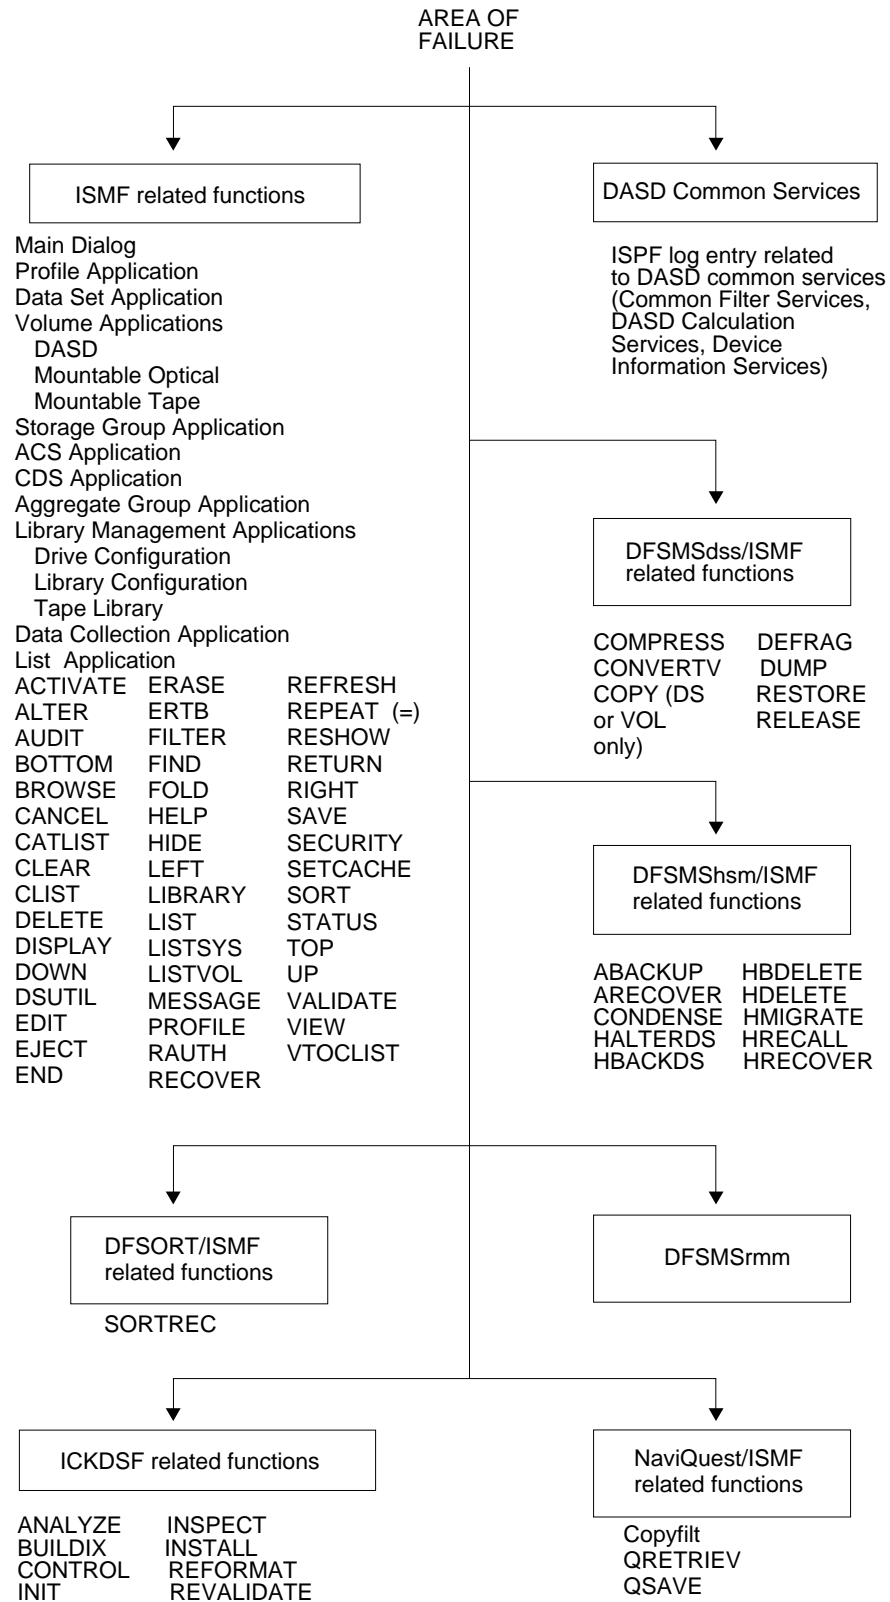 AREA OF
FAILURE
ISMF related functions
Main Dialog
Profile Application
Data Set Application
Volume Applications
DASD
Mountable Optical
Mountable Tape
Storage Group Application
ACS Application
CDS Application
Aggregate Group Application
Library Management Applications
Drive Configuration
Library Configuration
Tape Library
Data Collection Application
List Application
ACTIVATE ERASE REFRESH
ALTER ERTB REPEAT (=)
AUDIT FILTER RESHOW
BOTTOM FIND RETURN
BROWSE FOLD RIGHT
CANCEL HELP SAVE
CATLIST HIDE SECURITY
CLEAR LEFT SETCACHE
CLIST LIBRARY SORT
DELETE LIST STATUS
DISPLAY LISTSYS TOP
DOWN LISTVOL UP
DSUTIL MESSAGE VALIDATE
EDIT PROFILE VIEW
EJECT RAUTH VTOCLIST
END RECOVER
DASD Common Services
ISPF log entry related
to DASD common services
(Common Filter Services,
DASD Calculation
Services, Device
Information Services)
DFSMSdss/ISMF
related functions
COMPRESS DEFRAG
CONVERTV DUMP
COPY (DS RESTORE
or VOL RELEASE
only)
DFSMShsm/ISMF
related functions
ABACKUP HBDELETE
ARECOVER HDELETE
CONDENSE HMIGRATE
HALTERDS HRECALL
HBACKDS HRECOVER
DFSORT/ISMF
related functions
SORTREC
DFSMSrmm
ICKDSF related functions
ANALYZE INSPECT
BUILDIX INSTALL
CONTROL REFORMAT
INIT REVALIDATE
NaviQuest/ISMF
related functions
Copyfilt
QRETRIEV
QSAVE